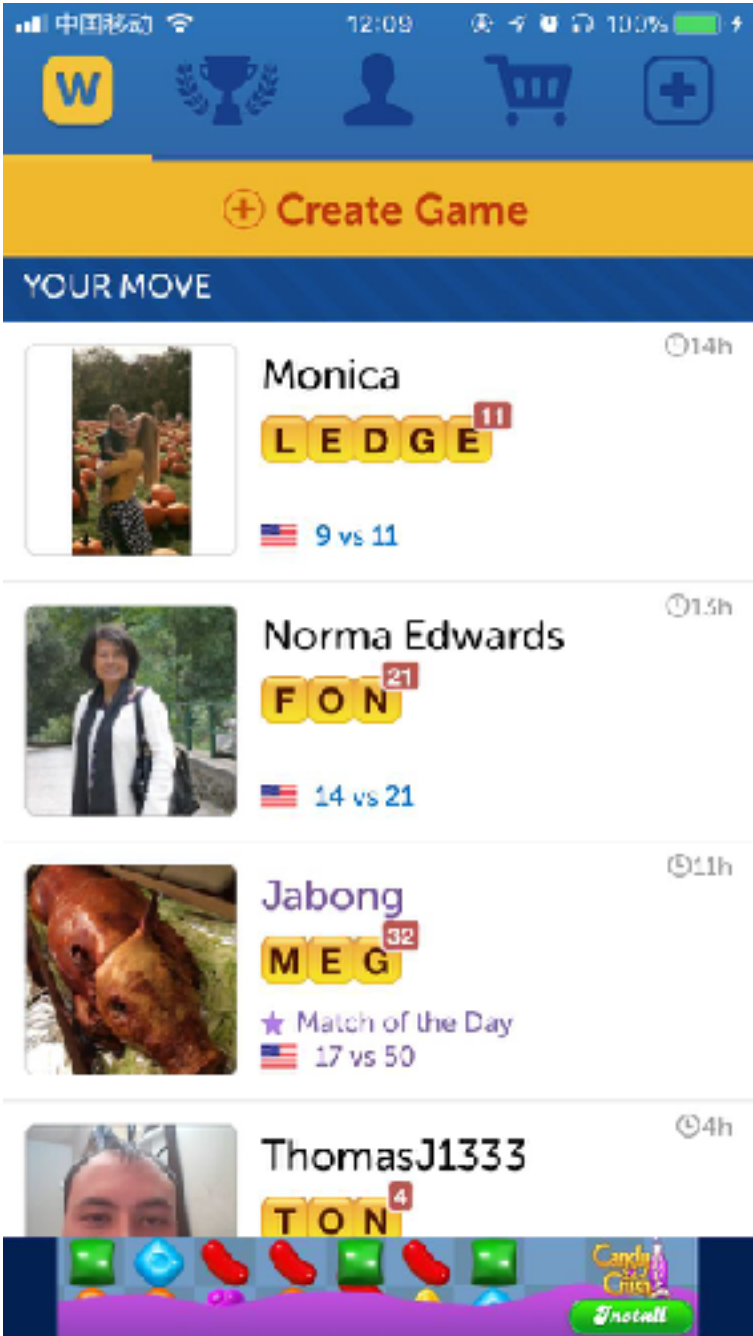 中国移动 12:09 100%
W
Create Game
YOUR MOVE
14h
Monica
LEDGE 11
9 vs 11
13h
Norma Edwards
FON 21
14 vs 21
11h
Jabong
MEG 32
Match of the Day
17 vs 50
4h
ThomasJ1333
TON 4
Candy
Crush
Install